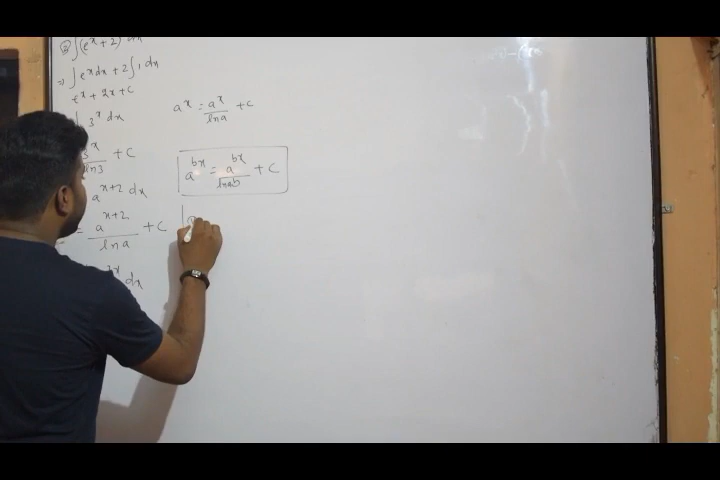 ② ∫(e^x + 2) dx
⇒ ∫ e^x dx + 2 ∫ 1 dx
e^x + 2x + c
3^x dx
3^x / ln 3 + C
a^(x+2) dx
= a^(x+2) / ln a + C
dx
a^x = a^x / ln a + C
a^(bx) = a^(bx) / ln a b + C